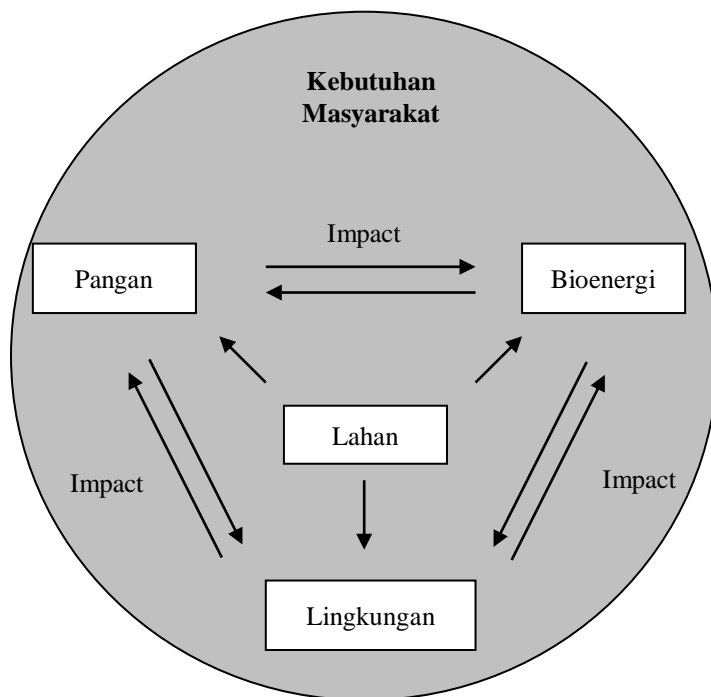 Kebutuhan
Masyarakat
Impact
Pangan
Bioenergi
Lahan
Impact
Impact
Lingkungan